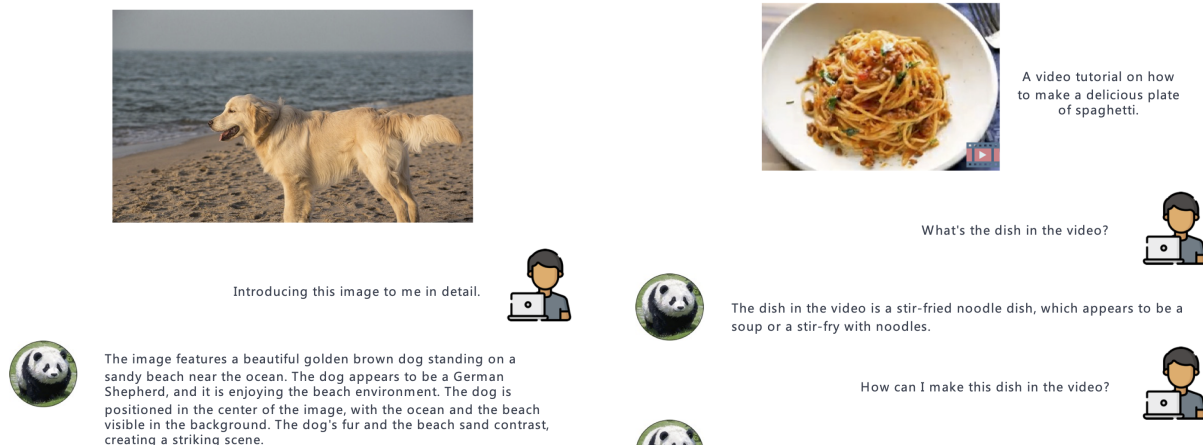 Introducing this image to me in detail.
The image features a beautiful golden brown dog standing on a
sandy beach near the ocean. The dog appears to be a German
Shepherd, and it is enjoying the beach environment. The dog is
positioned in the center of the image, with the ocean and the beach
visible in the background. The dog's fur and the beach sand contrast,
creating a striking scene.
A video tutorial on how
to make a delicious plate
of spaghetti.
What's the dish in the video?
The dish in the video is a stir-fried noodle dish, which appears to be a
soup or a stir-fry with noodles.
How can I make this dish in the video?